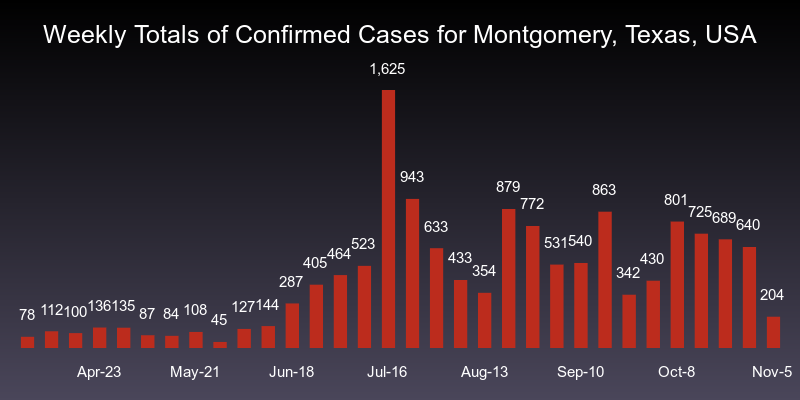 Weekly Totals of Confirmed Cases for Montgomery, Texas, USA
78 112 100 136 135 87 84 108 45 127 144 287 405 464 523 1,625 943 633 433 354 879 772 531 540 863 342 430 801 725 689 640 204
Apr-23 May-21 Jun-18 Jul-16 Aug-13 Sep-10 Oct-8 Nov-5